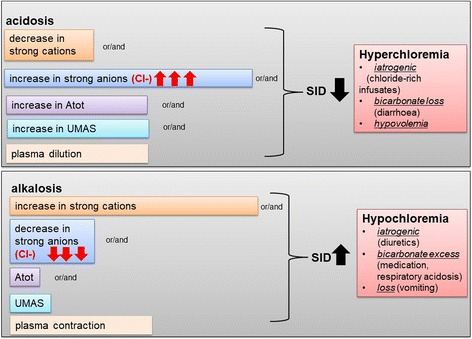 acidosis
decrease in
strong cations
or/and
increase in strong anions (Cl-)
or/and
increase in Atot
or/and
increase in UMAS
or/and
plasma dilution
SID
Hyperchloremia
• iatrogenic
(chloride-rich
infusates)
• bicarbonate loss
(diarrhoea)
• hypovolemia
alkalosis
increase in strong cations
or/and
decrease in
strong anions
(Cl-)
or/and
Atot
or/and
UMAS
plasma contraction
SID
Hypochloremia
• iatrogenic
(diuretics)
• bicarbonate excess
(medication,
respiratory acidosis)
• loss (vomiting)